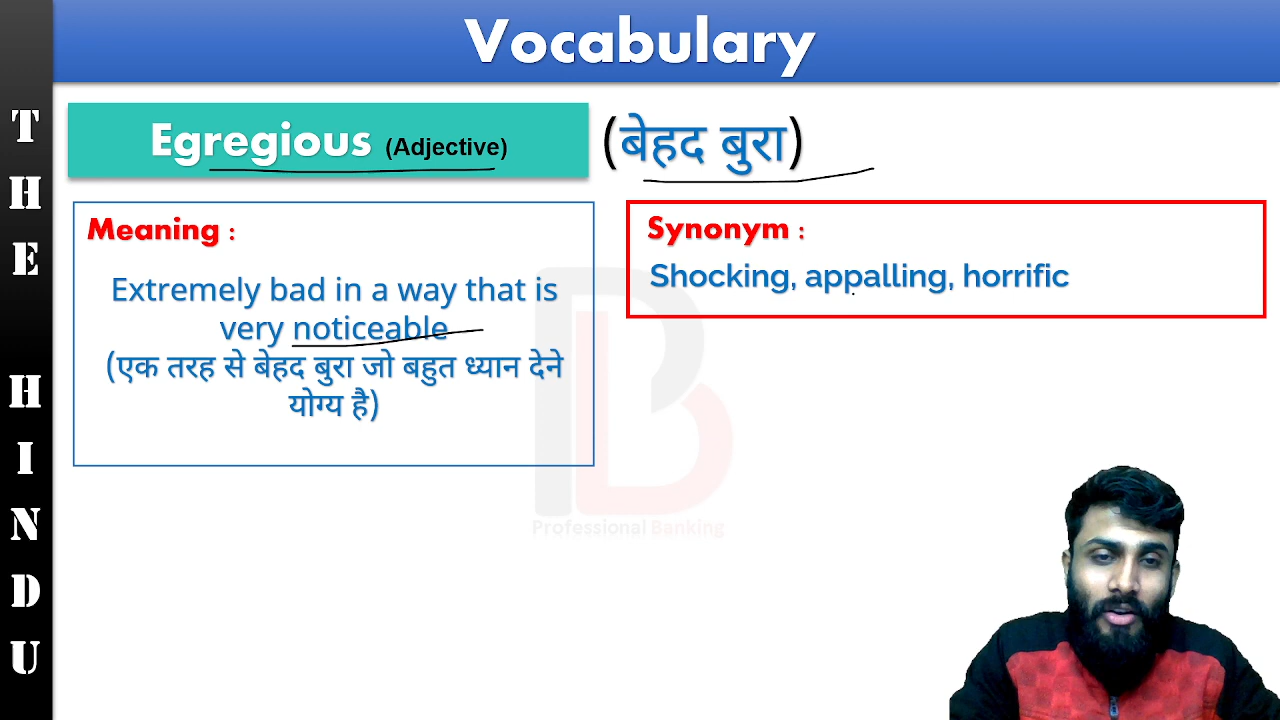 Vocabulary
THE HINDU
Egregious (Adjective) (बेहद बुरा)
Meaning :
Extremely bad in a way that is
very noticeable
(एक तरह से बेहद बुरा जो बहुत ध्यान देने
योग्य है)
Synonym :
Shocking, appalling, horrific
Professional Banking